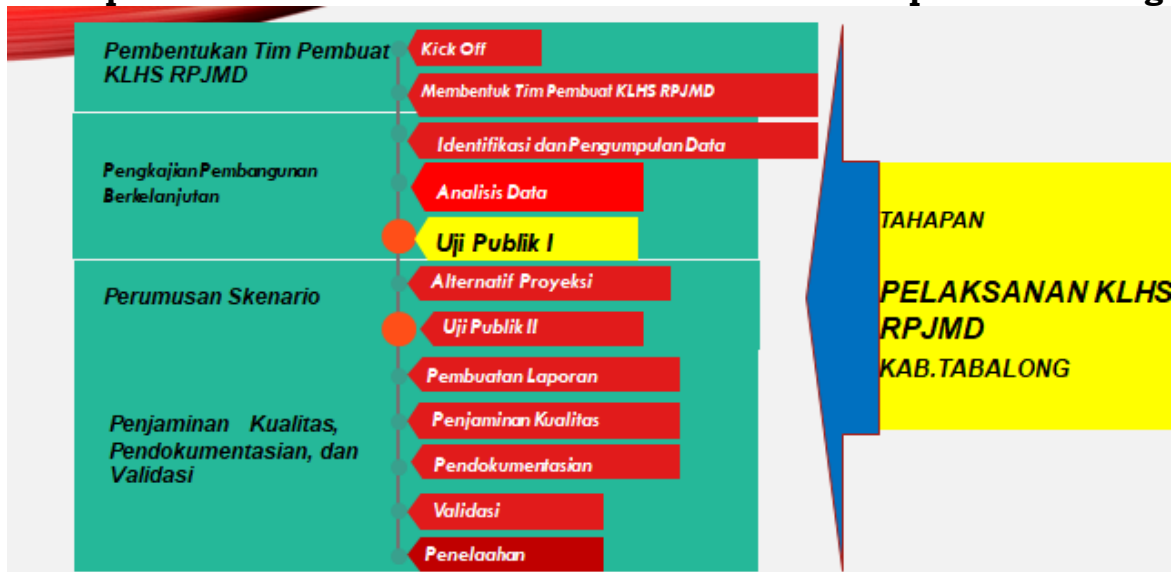 Pembentukan Tim Pembuat
KLHS RPJMD
Kick Off
Membentuk Tim Pembuat KLHS RPJMD
Pengkajian Pembangunan
Berkelanjutan
Identifikasi dan Pengumpulan Data
Analisis Data
Uji Publik I
Perumusan Skenario
Alternatif Proyeksi
Uji Publik II
Penjaminan Kualitas,
Pendokumentasian, dan
Validasi
Pembuatan Laporan
Penjaminan Kualitas
Pendokumentasian
Validasi
Penelaahan
TAHAPAN
PELAKSANAN KLHS
RPJMD
KAB.TABALONG